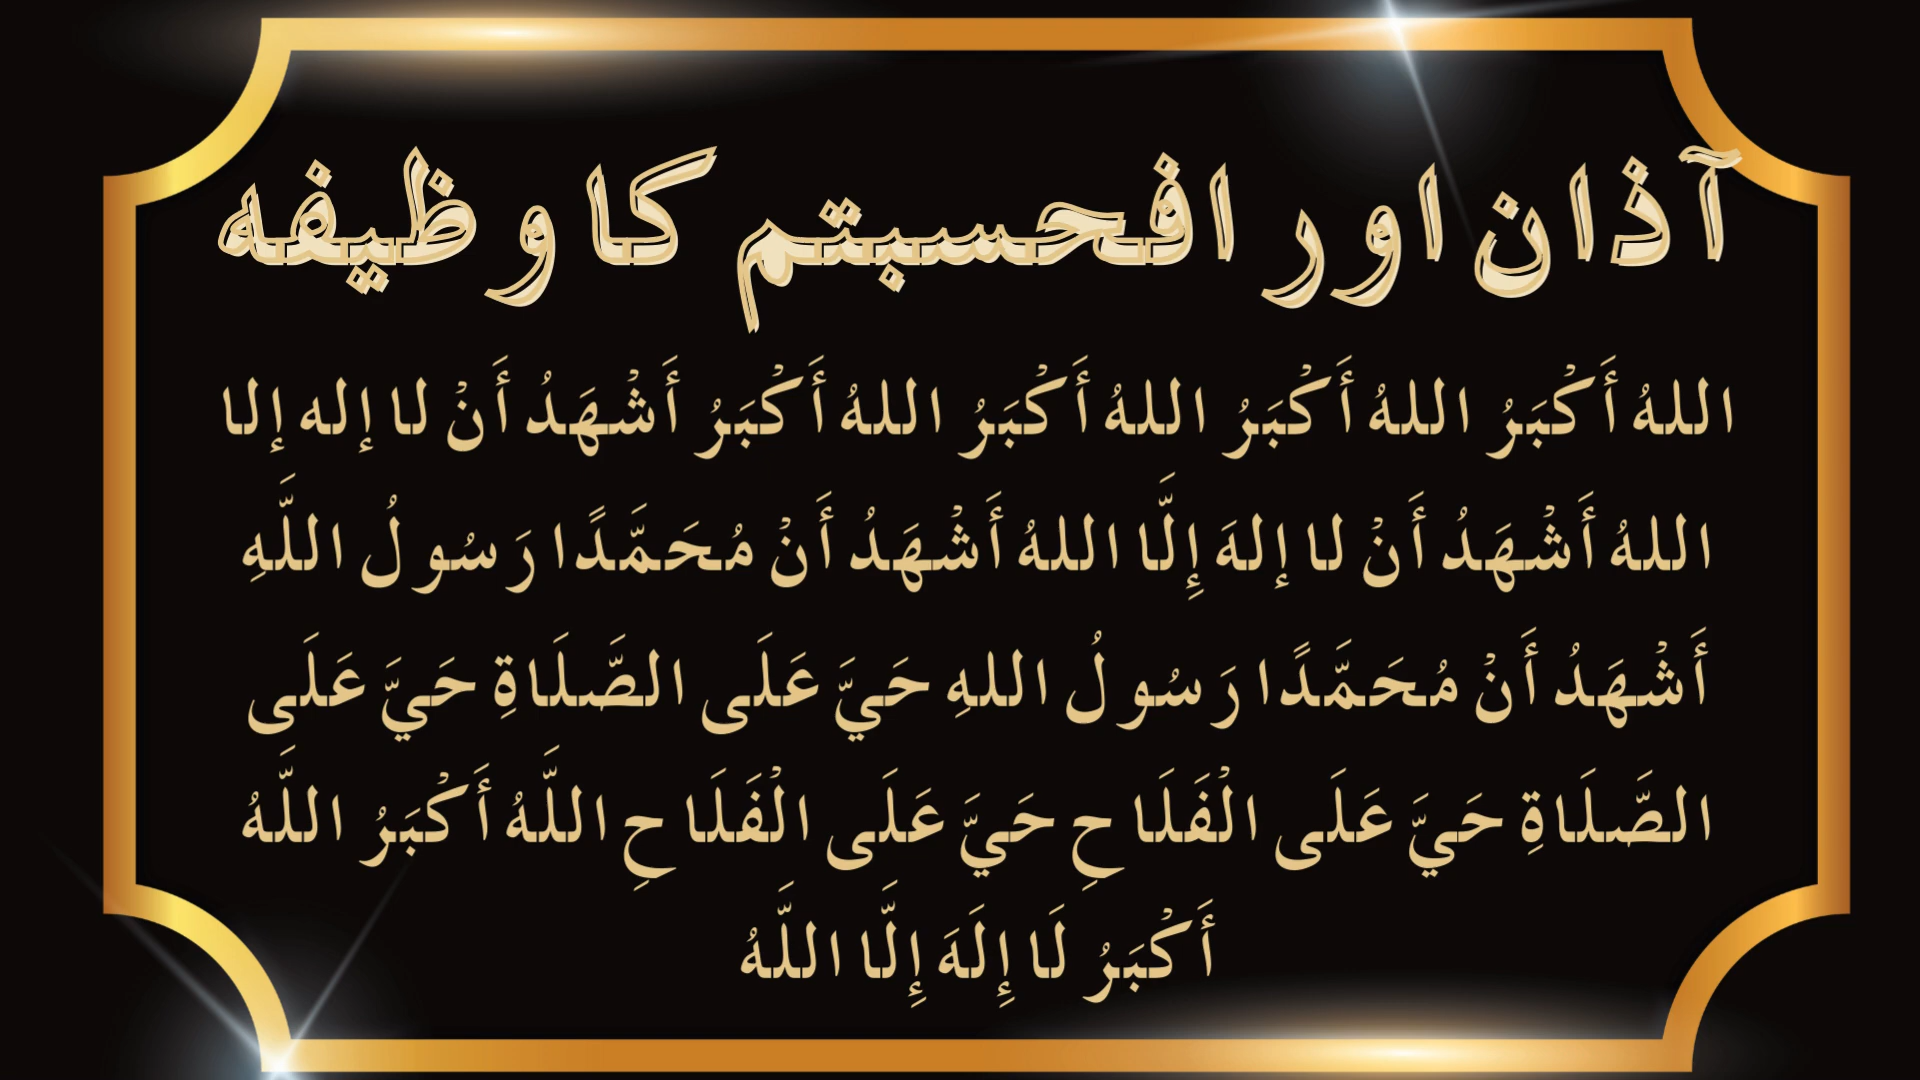 آذان اور افحسبتم کا وظیفه
اللهُ أَكْبَرُ اللهُ أَكْبَرُ اللهُ أَكْبَرُ اللهُ أَكْبَرُ أَشْهَدُ أَنْ لا إله إلا
اللهُ أَشْهَدُ أَنْ لا إلهَ إِلَّا اللهُ أَشْهَدُ أَنْ مُحَمَّدًا رَسُولُ اللَّهِ
أَشْهَدُ أَنْ مُحَمَّدًا رَسُولُ اللهِ حَيَّ عَلَى الصَّلَاةِ حَيَّ عَلَى
الصَّلَاةِ حَيَّ عَلَى الْفَلَاحِ حَيَّ عَلَى الْفَلَاحِ اللَّهُ أَكْبَرُ اللَّهُ
أَكْبَرُ لَا إِلَهَ إِلَّا اللَّهُ